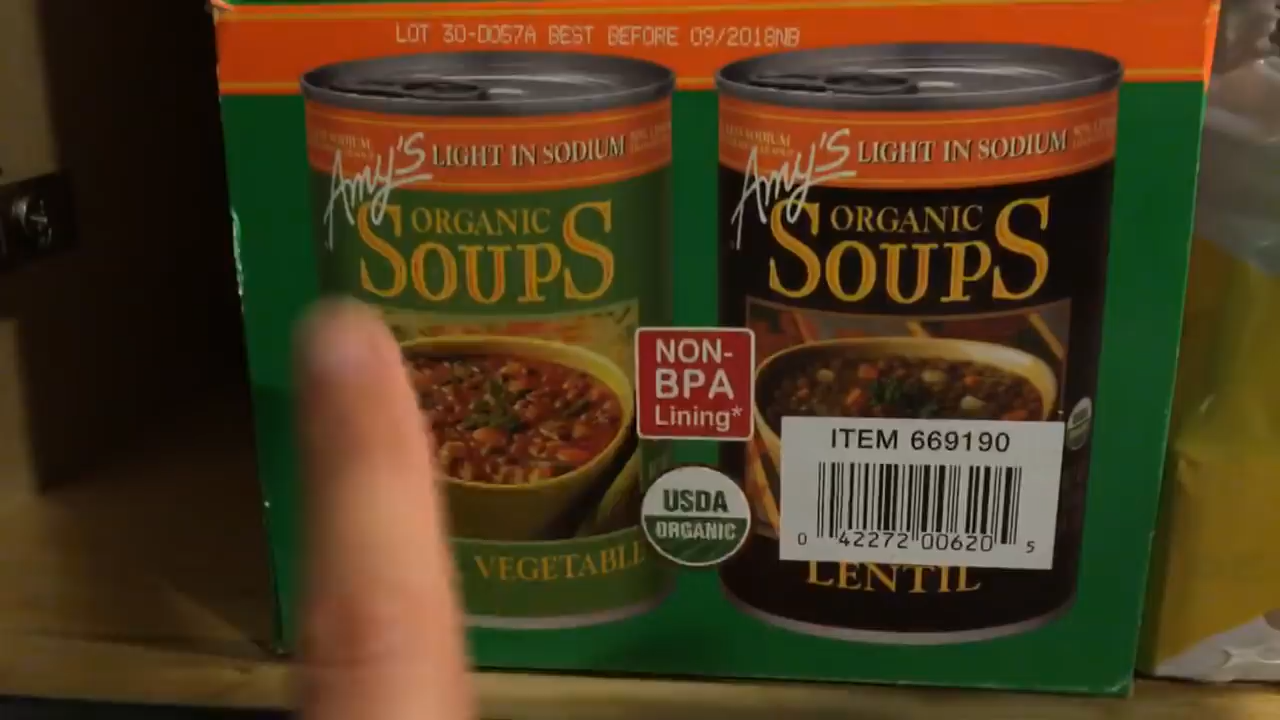 LOT 30-D057A BEST BEFORE 09/2018NB
Amy's LIGHT IN SODIUM
ORGANIC
SOUPS
VEGETABLE
Amy's LIGHT IN SODIUM
ORGANIC
SOUPS
LENTIL
NON-
BPA
Lining*
USDA
ORGANIC
ITEM 669190
0 42272 00620 5